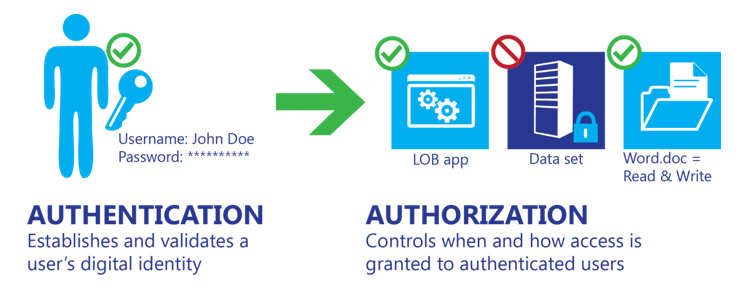 Username: John Doe
Password: **********
LOB app
Data set
Word.doc =
Read & Write
AUTHENTICATION
Establishes and validates a
user's digital identity
AUTHORIZATION
Controls when and how access is
granted to authenticated users